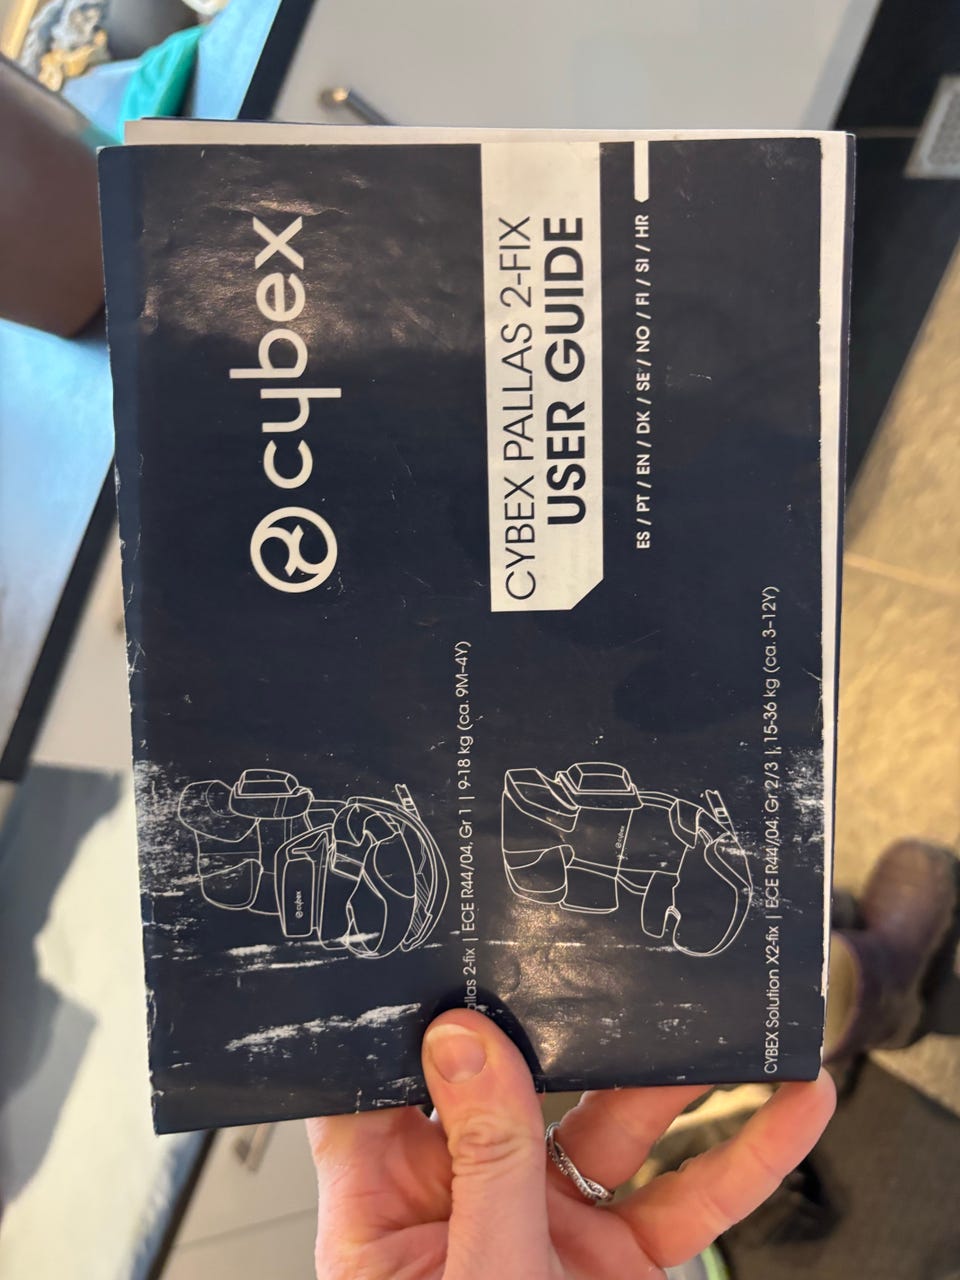 cybex
CYBEX PALLAS 2-FIX
USER GUIDE
ES / PT / EN / DK / SE / NO / FI / SI / HR
2-fix | ECE R44/04, Gr 1 | 9-18 kg (ca. 9M–4Y)
CYBEX Solution X2-fix | ECE R44/04, Gr 2/3 | 15-36 kg (ca. 3–12Y)
cybex
cybex